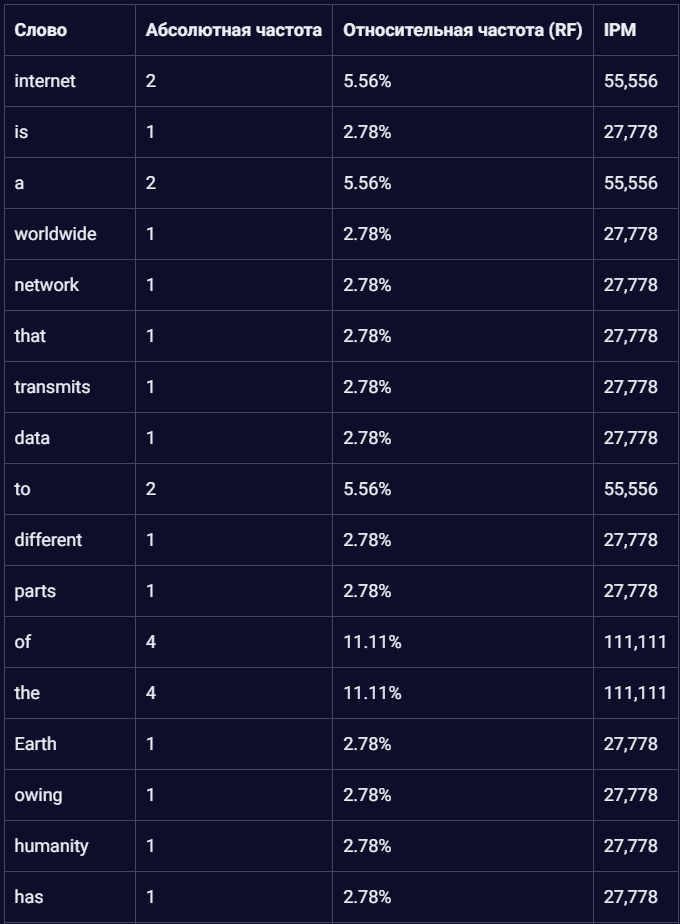 Слово Абсолютная частота Относительная частота (RF) IPM
internet 2 5.56% 55,556
is 1 2.78% 27,778
a 2 5.56% 55,556
worldwide 1 2.78% 27,778
network 1 2.78% 27,778
that 1 2.78% 27,778
transmits 1 2.78% 27,778
data 1 2.78% 27,778
to 2 5.56% 55,556
different 1 2.78% 27,778
parts 1 2.78% 27,778
of 4 11.11% 111,111
the 4 11.11% 111,111
Earth 1 2.78% 27,778
owing 1 2.78% 27,778
humanity 1 2.78% 27,778
has 1 2.78% 27,778